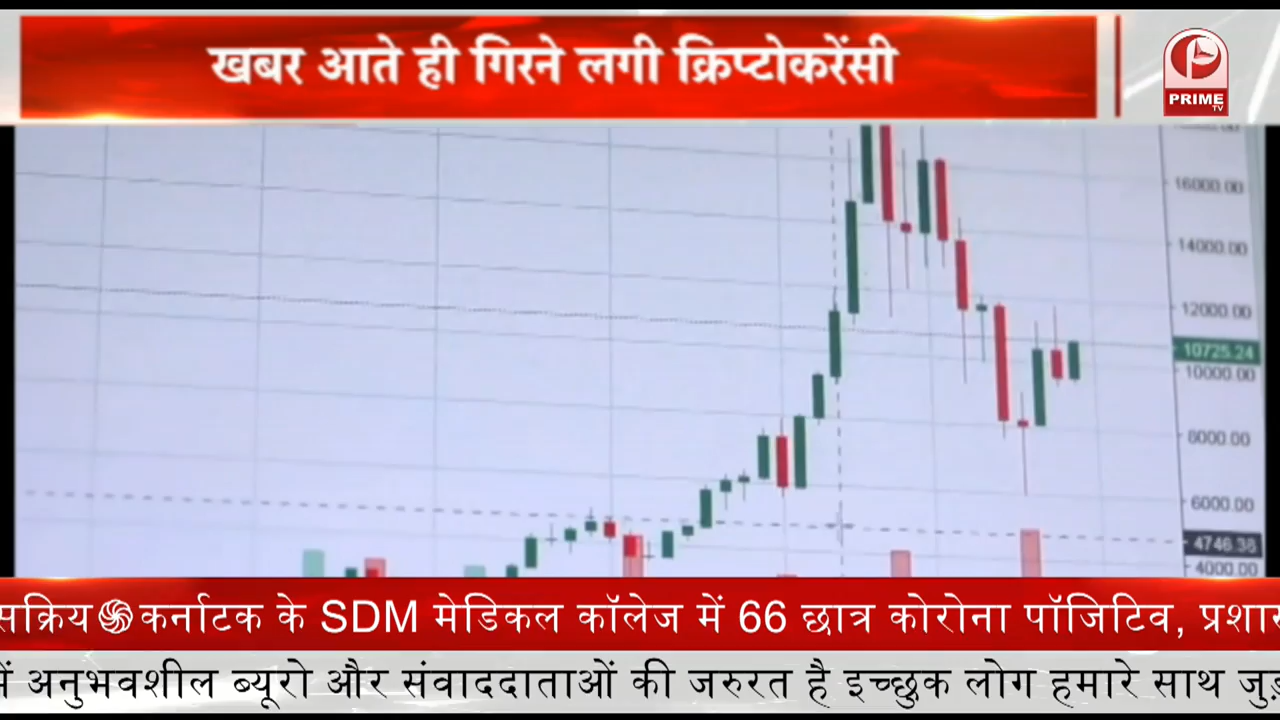 खबर आते ही गिरने लगी क्रिप्टोकरेंसी
PRIME
TV
16000.00
14000.00
12000.00
10725.24
10000.00
8000.00
6000.00
4746.38
4000.00
सक्रिय कर्नाटक के SDM मेडिकल कॉलेज में 66 छात्र कोरोना पॉजिटिव,
अनुभवशील ब्यूरो और संवाददाताओं की जरुरत है इच्छुक लोग हमारे साथ